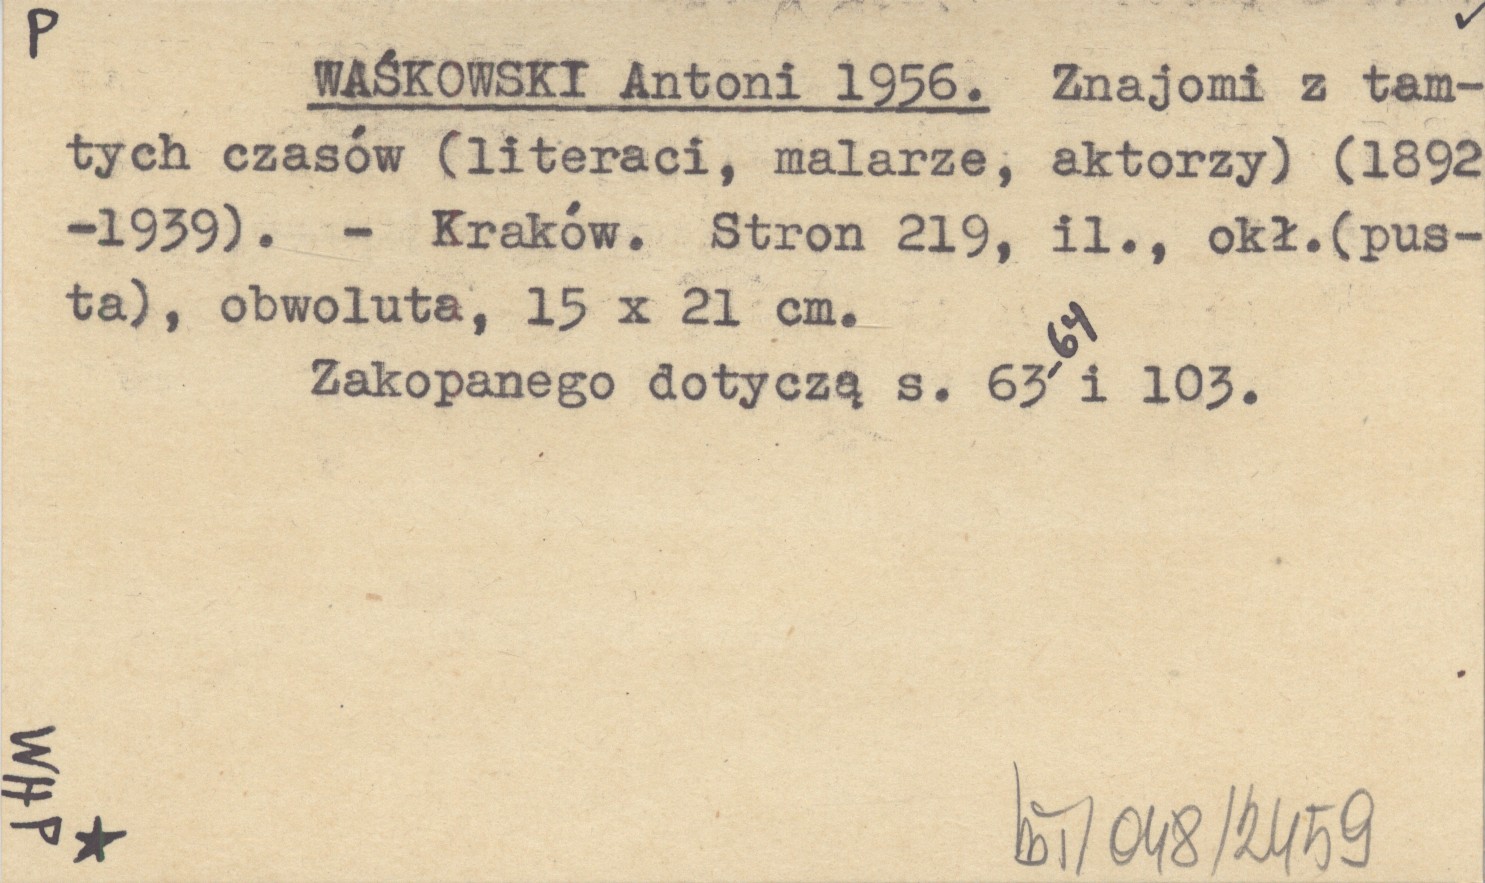 P
WAŚKOWSKI Antoni 1956. Znajomi z tam-
tych czasów (literaci, malarze, aktorzy) (1892
-1939). - Kraków. Stron 219, il., okł.(pus-
ta), obwoluta, 15 x 21 cm.
Zakopanego dotyczą s. 63-64 i 103.
WHP
048/2459